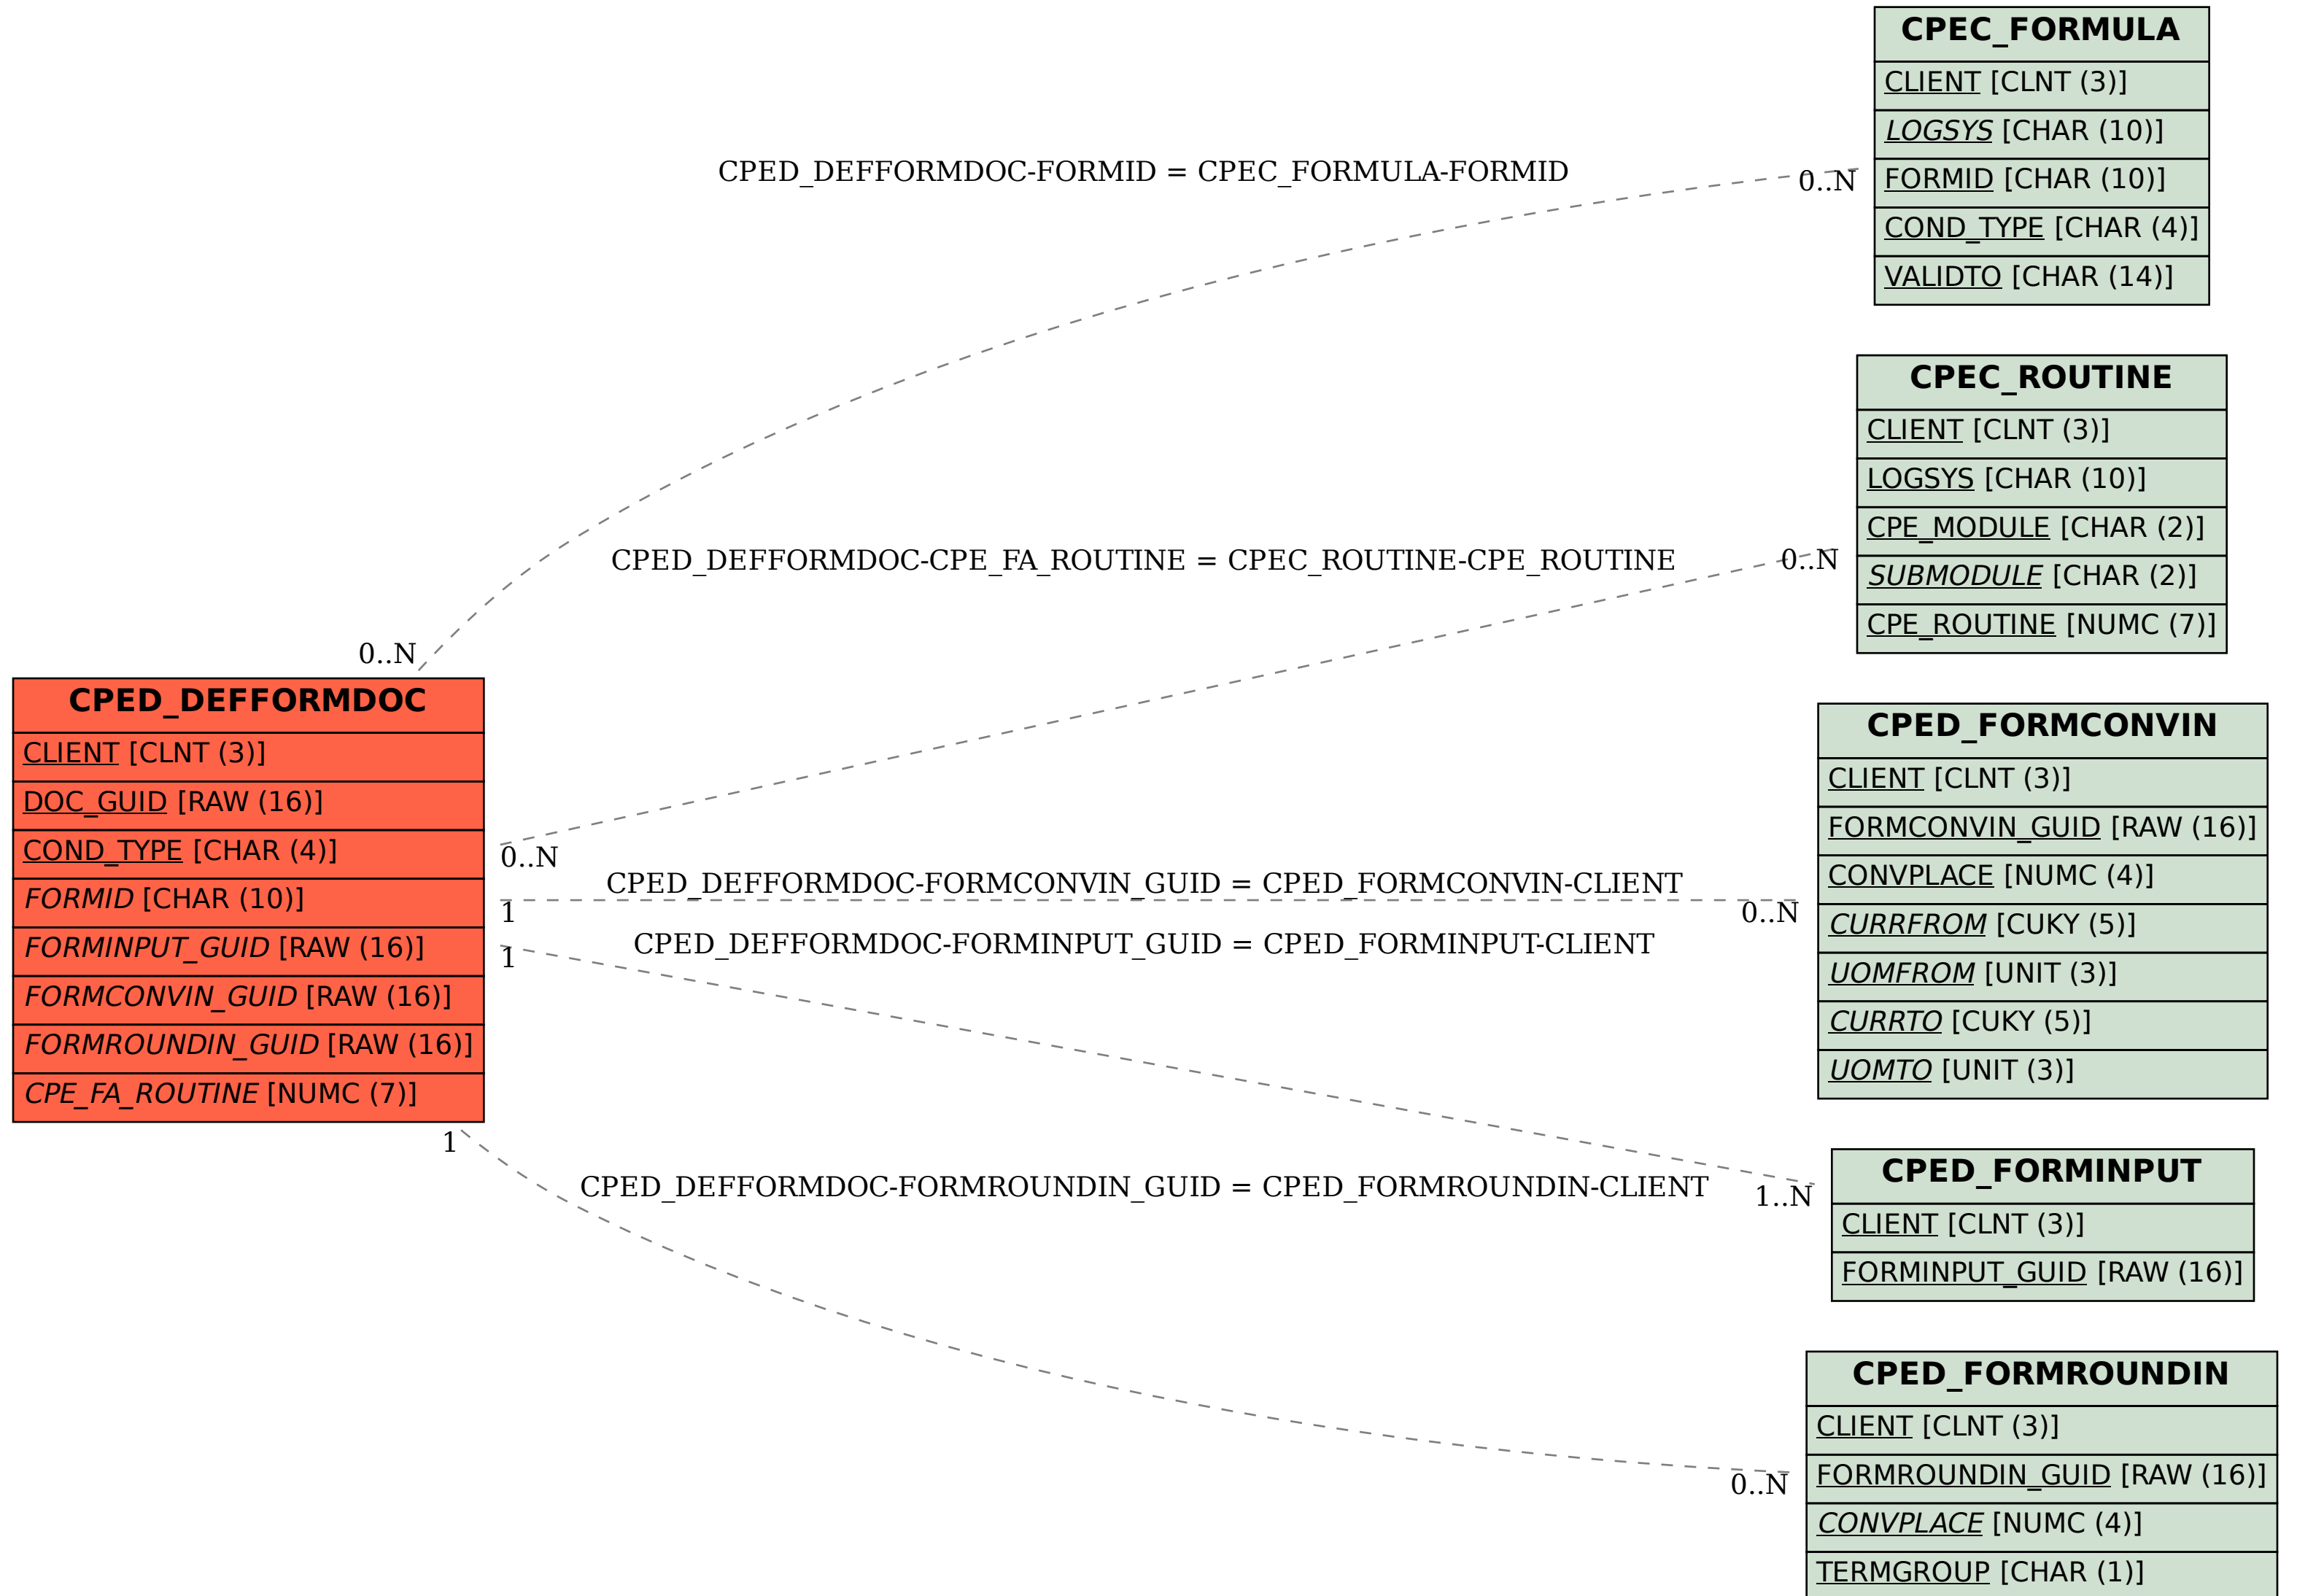 CPEC_FORMULA
CLIENT [CLNT (3)]
LOGSYS [CHAR (10)]
FORMID [CHAR (10)]
COND_TYPE [CHAR (4)]
VALIDTO [CHAR (14)]
CPED_DEFFORMDOC-FORMID = CPEC_FORMULA-FORMID
0..N
0..N
CPEC_ROUTINE
CLIENT [CLNT (3)]
LOGSYS [CHAR (10)]
CPE_MODULE [CHAR (2)]
SUBMODULE [CHAR (2)]
CPE_ROUTINE [NUMC (7)]
CPED_DEFFORMDOC-CPE_FA_ROUTINE = CPEC_ROUTINE-CPE_ROUTINE
0..N
0..N
CPED_DEFFORMDOC
CLIENT [CLNT (3)]
DOC_GUID [RAW (16)]
COND_TYPE [CHAR (4)]
FORMID [CHAR (10)]
FORMINPUT_GUID [RAW (16)]
FORMCONVIN_GUID [RAW (16)]
FORMROUNDIN_GUID [RAW (16)]
CPE_FA_ROUTINE [NUMC (7)]
CPED_DEFFORMDOC-FORMCONVIN_GUID = CPED_FORMCONVIN-CLIENT
1
0..N
CPED_FORMCONVIN
CLIENT [CLNT (3)]
FORMCONVIN_GUID [RAW (16)]
CONVPLACE [NUMC (4)]
CURRFROM [CUKY (5)]
UOMFROM [UNIT (3)]
CURRTO [CUKY (5)]
UOMTO [UNIT (3)]
CPED_DEFFORMDOC-FORMINPUT_GUID = CPED_FORMINPUT-CLIENT
1
1..N
CPED_FORMINPUT
CLIENT [CLNT (3)]
FORMINPUT_GUID [RAW (16)]
1
CPED_DEFFORMDOC-FORMROUNDIN_GUID = CPED_FORMROUNDIN-CLIENT
0..N
CPED_FORMROUNDIN
CLIENT [CLNT (3)]
FORMROUNDIN_GUID [RAW (16)]
CONVPLACE [NUMC (4)]
TERMGROUP [CHAR (1)]